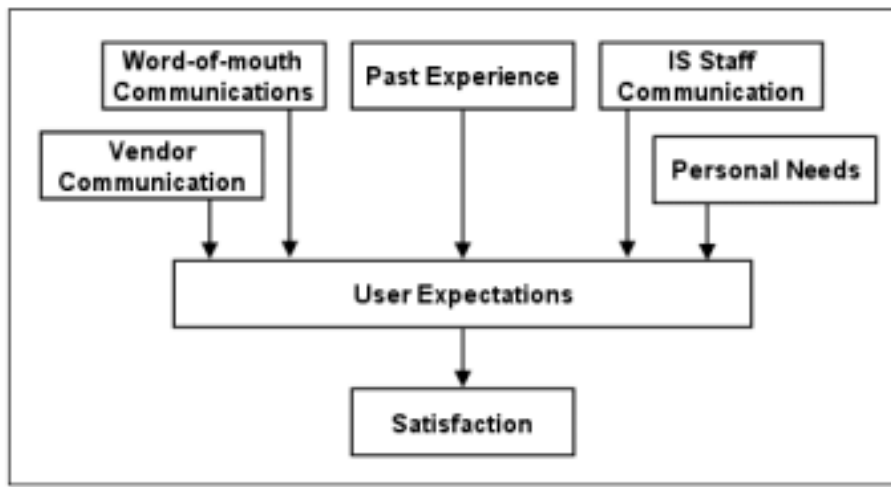 Word-of-mouth
Communications
Past Experience
IS Staff
Communication
Vendor
Communication
Personal Needs
User Expectations
Satisfaction